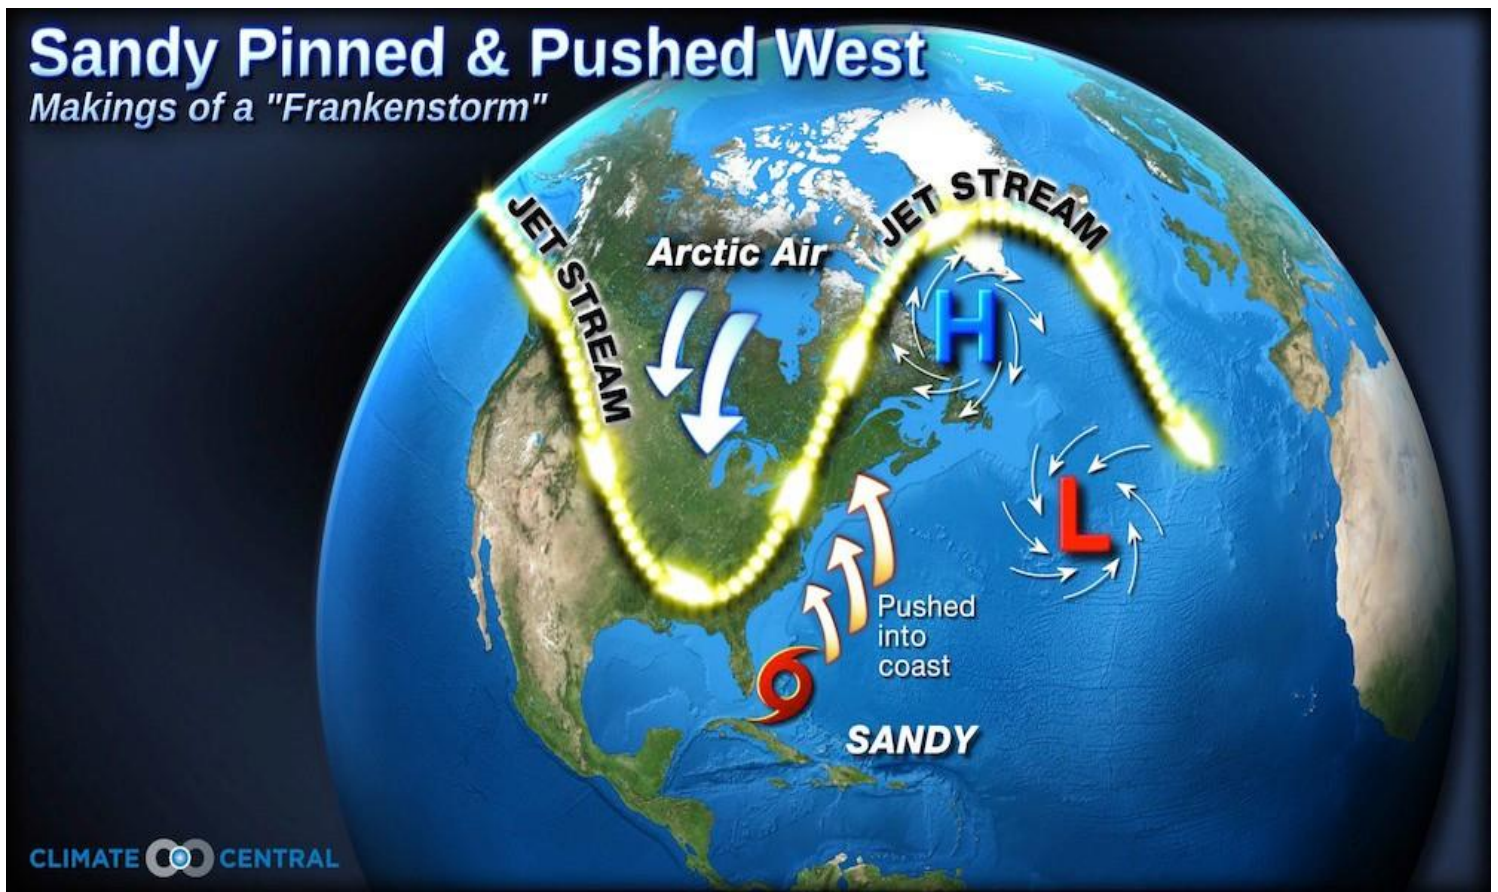 Sandy Pinned & Pushed West
Makings of a "Frankenstorm"
JET STREAM
JET STREAM
Arctic Air
H
L
Pushed
into
coast
SANDY
CLIMATE CENTRAL